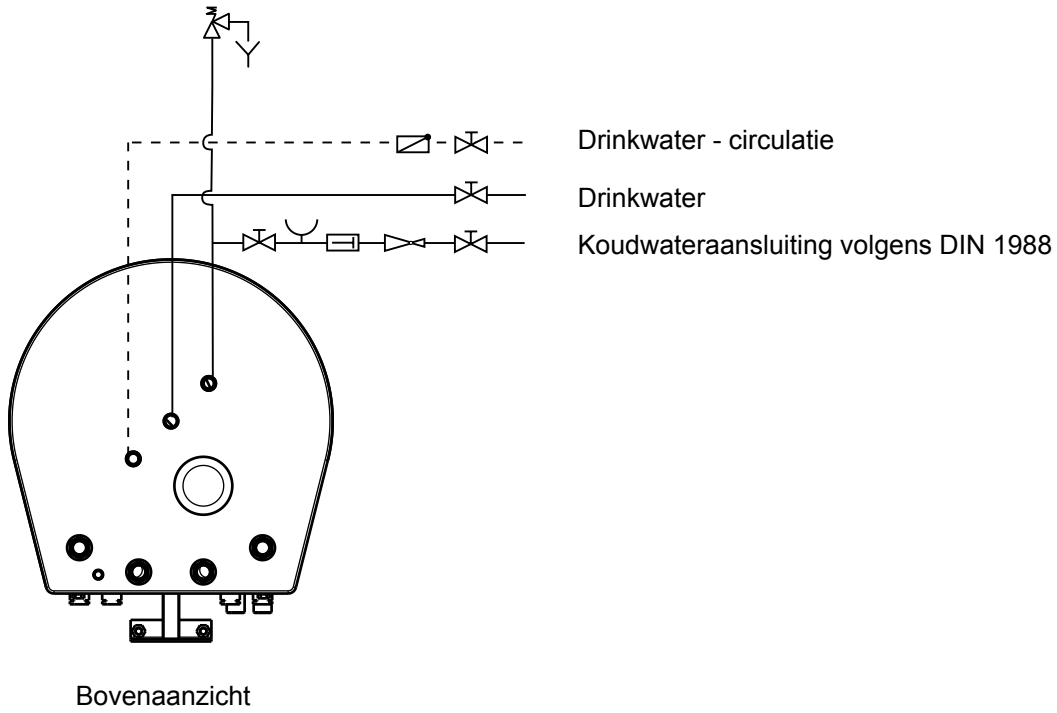 Drinkwater - circulatie
Drinkwater
Koudwateraansluiting volgens DIN 1988
Bovenaanzicht